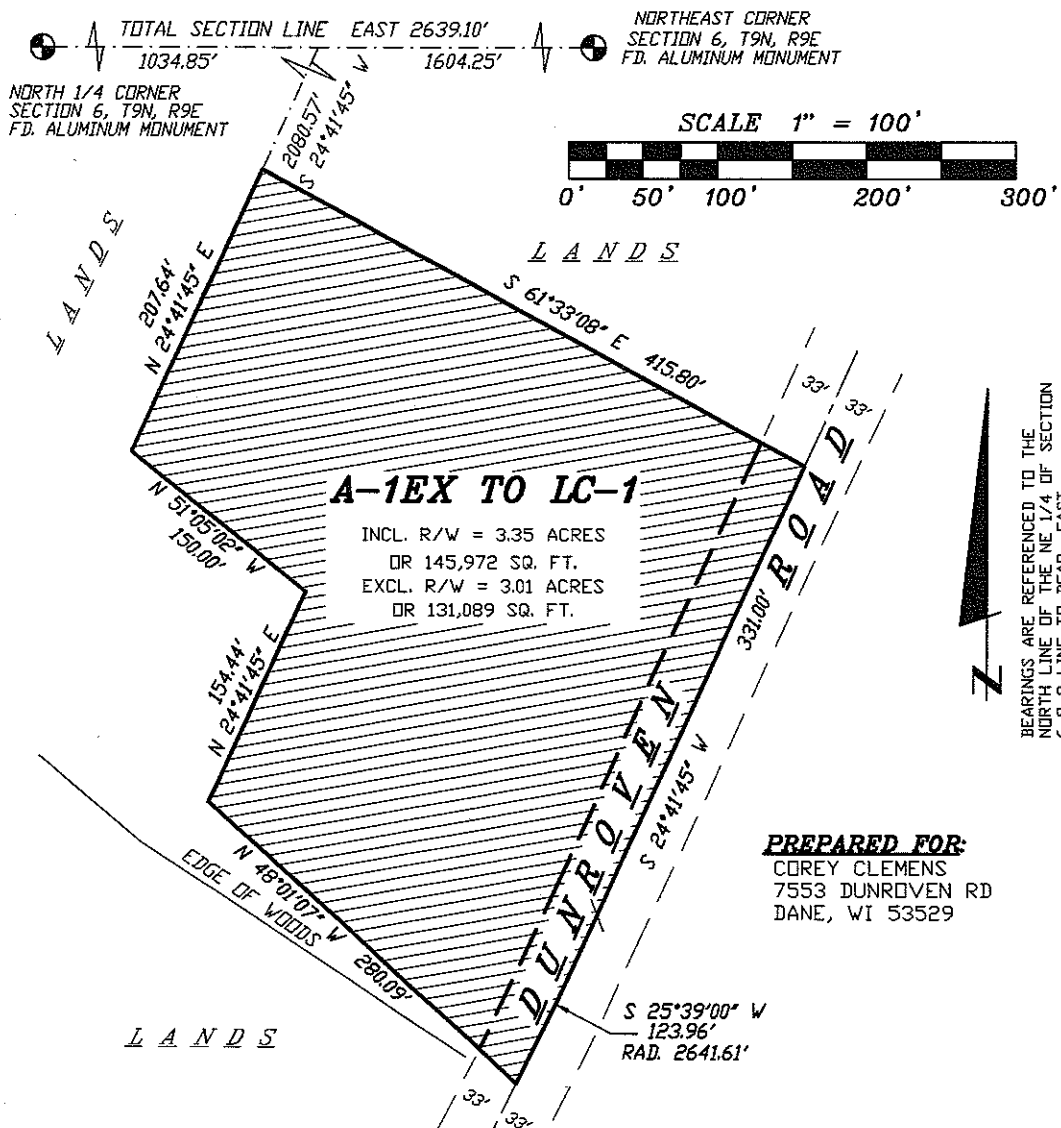 TOTAL SECTION LINE EAST 2639.10'
1034.85'
1604.25'
NORTH 1/4 CORNER
SECTION 6, T9N, R9E
FD. ALUMINUM MONUMENT
NORTHEAST CORNER
SECTION 6, T9N, R9E
FD. ALUMINUM MONUMENT
2080.57'
S 24°41'45" W
SCALE 1" = 100'
0' 50' 100' 200' 300'
LANDS
LANDS
207.64'
N 24°41'45" E
S 61°33'08" E 415.80'
33' 33'
A-1EX TO LC-1
INCL. R/W = 3.35 ACRES
OR 145,972 SQ. FT.
EXCL. R/W = 3.01 ACRES
OR 131,089 SQ. FT.
N 51°05'02" W
150.00'
154.44'
N 24°41'45" E
DUNROVEN ROAD
331.00'
S 24°41'45" W
Z
BEARINGS ARE REFERENCED TO THE
NORTH LINE OF THE NE 1/4 OF SECTION
LINE TO BEAR EAST
N 48°01'07" W 280.09'
EDGE OF WOODS
LANDS
PREPARED FOR:
COREY CLEMENS
7553 DUNROVEN RD
DANE, WI 53529
S 25°39'00" W
123.96'
RAD. 2641.61'
33' 33'